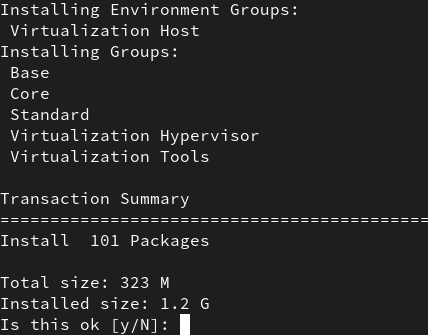 Installing Environment Groups:
 Virtualization Host
Installing Groups:
 Base
 Core
 Standard
 Virtualization Hypervisor
 Virtualization Tools

Transaction Summary
===========================================
Install  101 Packages

Total size: 323 M
Installed size: 1.2 G
Is this ok [y/N]: